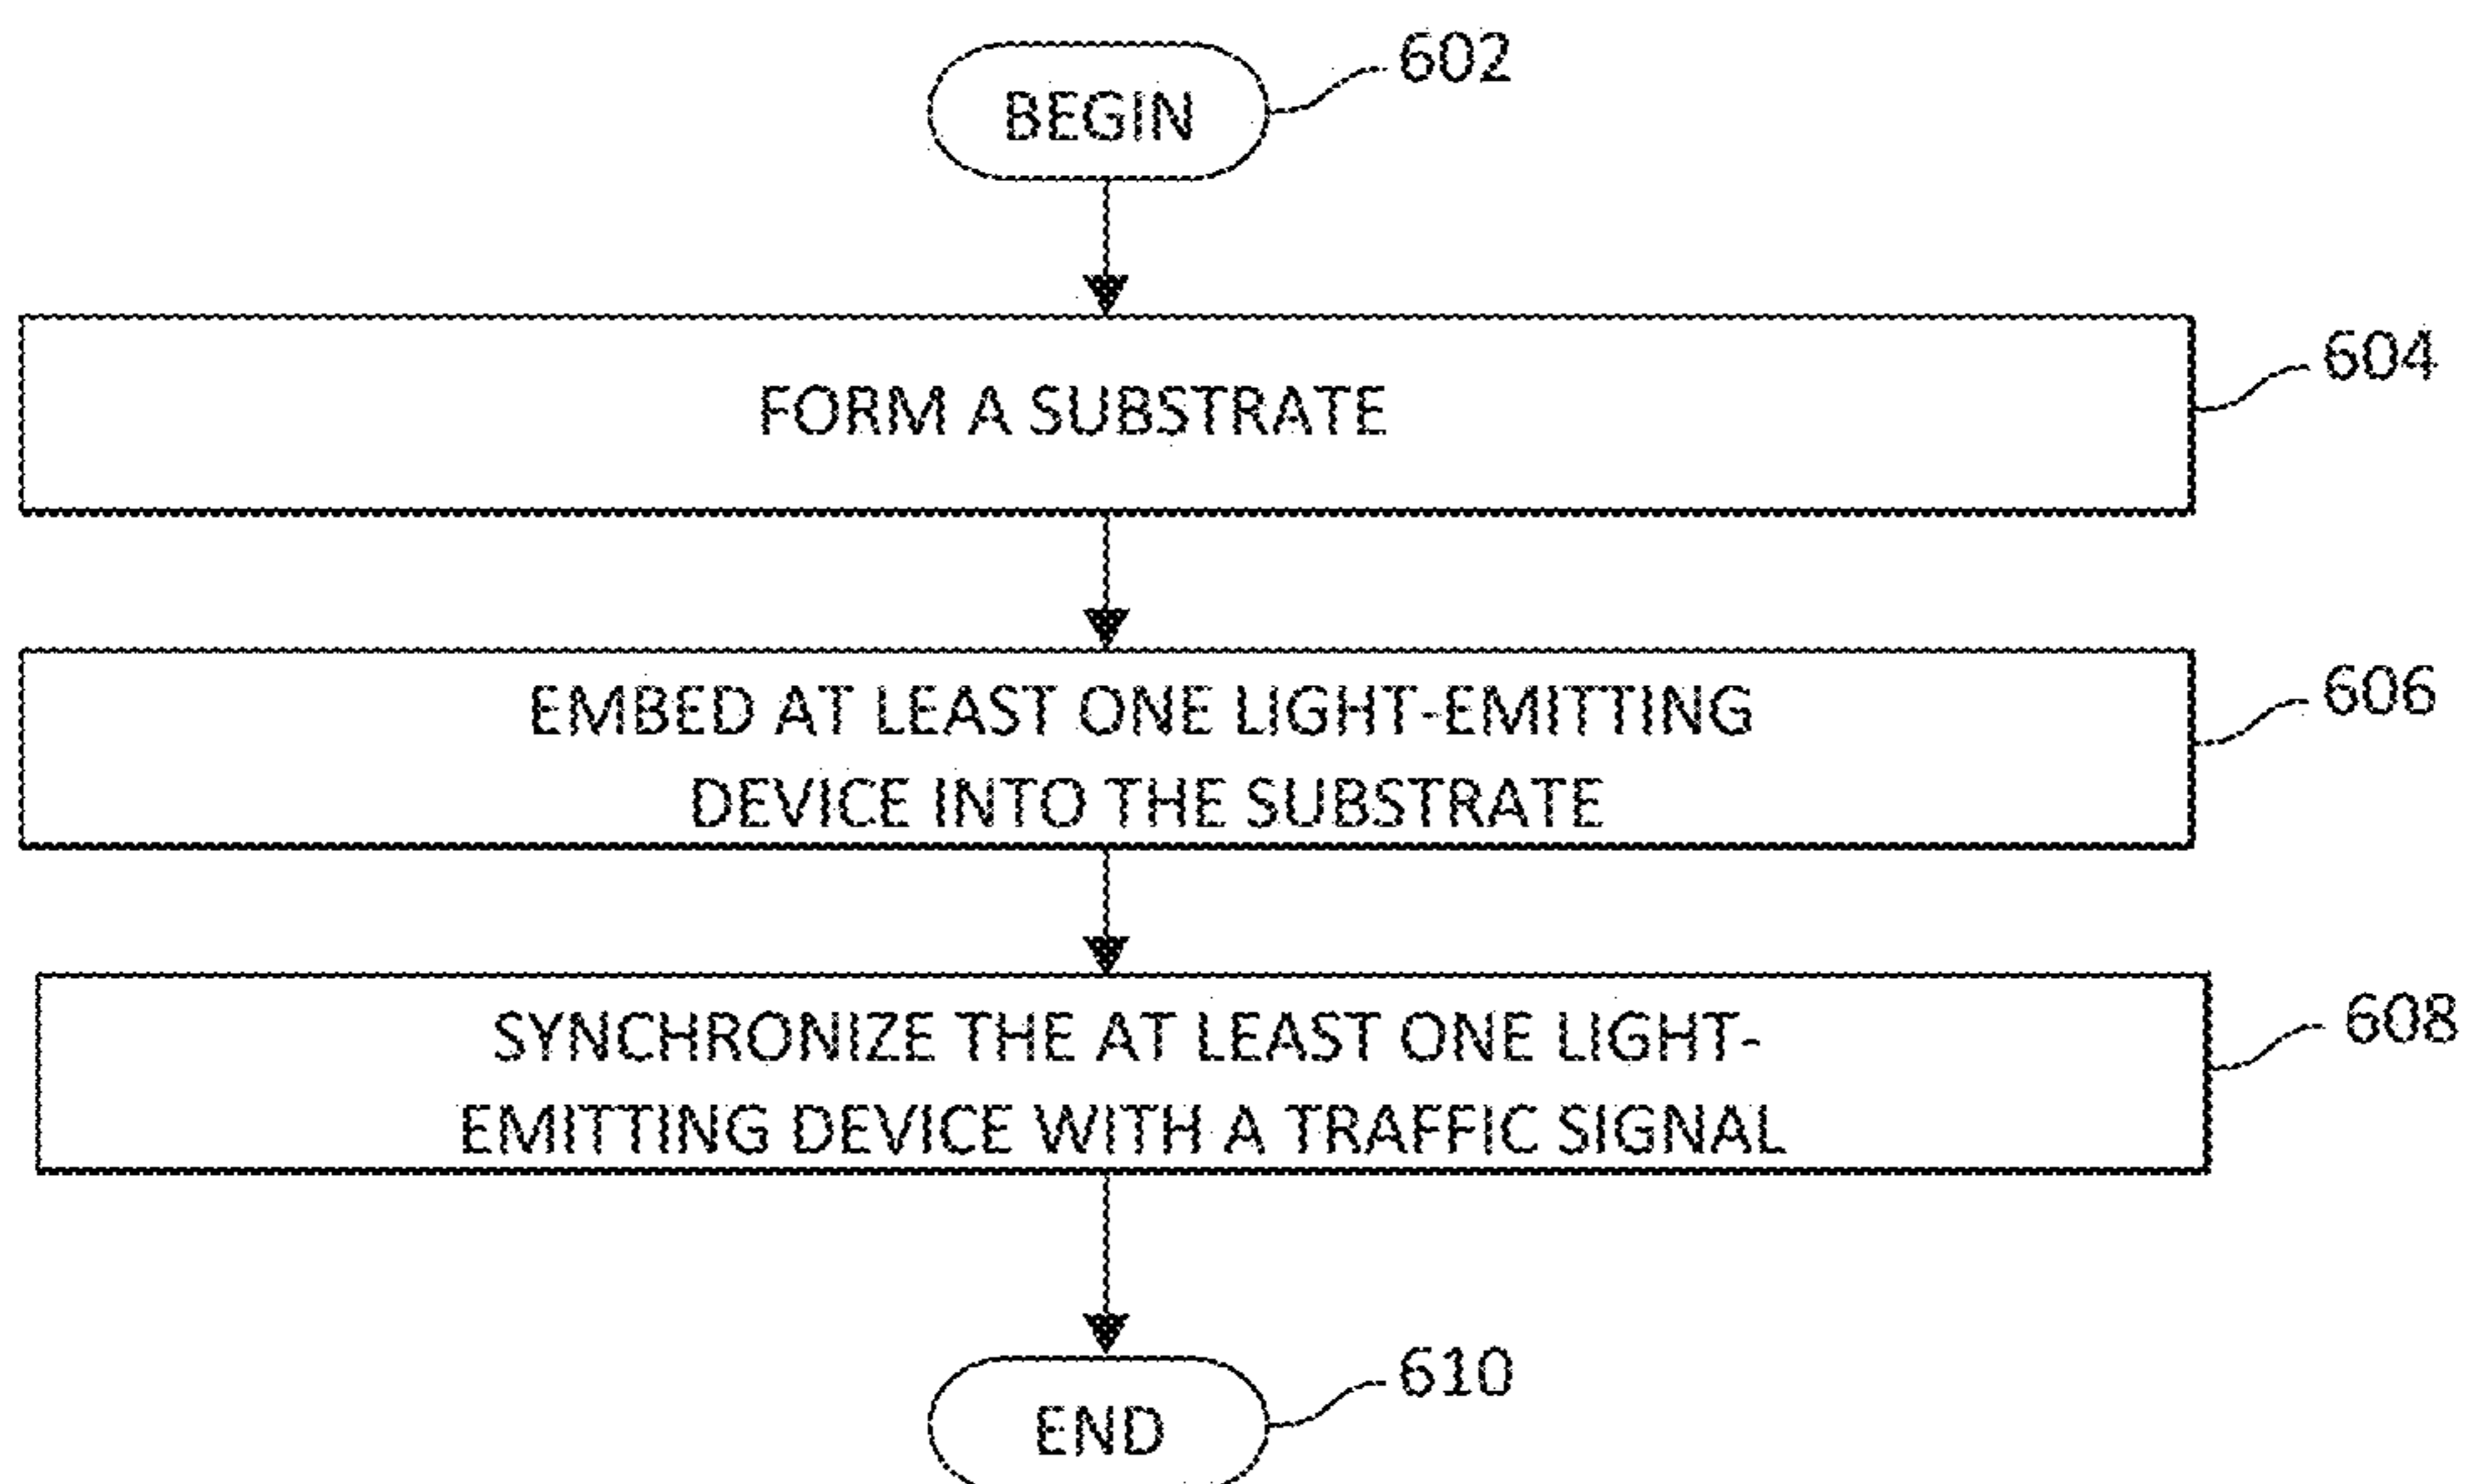 602
BEGIN
604
FORM A SUBSTRATE
606
EMBED AT LEAST ONE LIGHT-EMITTING
DEVICE INTO THE SUBSTRATE
608
SYNCHRONIZE THE AT LEAST ONE LIGHT-
EMITTING DEVICE WITH A TRAFFIC SIGNAL
610
END